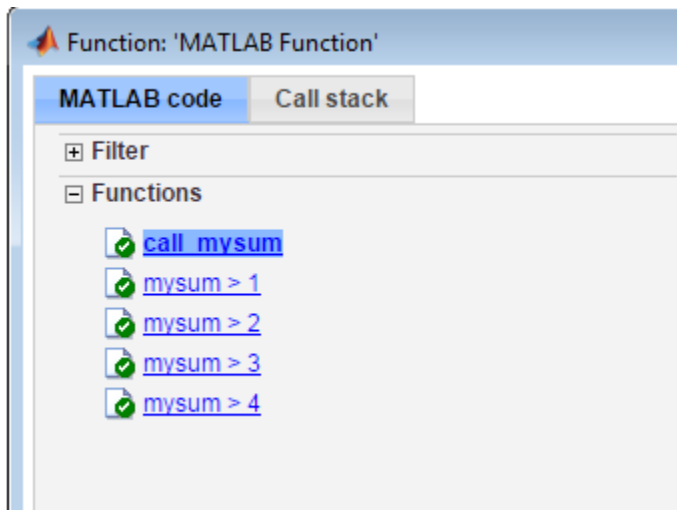 Function: 'MATLAB Function'
MATLAB code Call stack
Filter
Functions
call_mysum
mysum > 1
mysum > 2
mysum > 3
mysum > 4